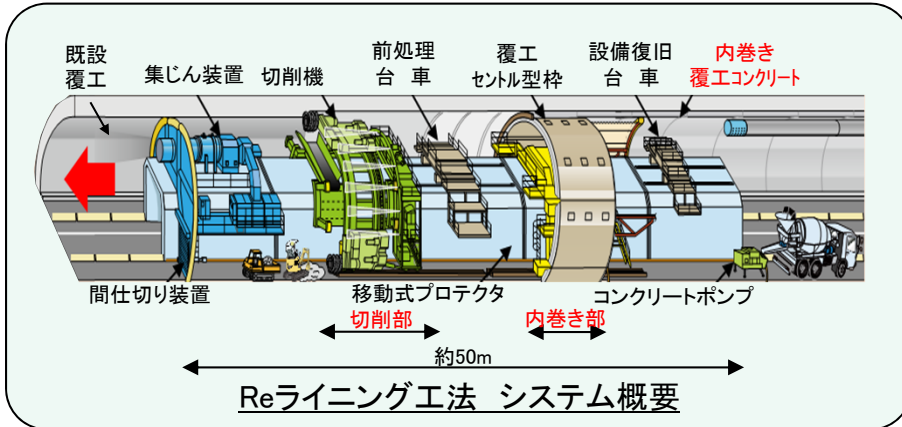 既設
覆工
集じん装置
切削機
前処理
台　車
覆工
セントル型枠
設備復旧
台　車
内巻き
覆工コンクリート
間仕切り装置
移動式プロテクタ
コンクリートポンプ
切削部
内巻き部
約50m
Reライニング工法　システム概要